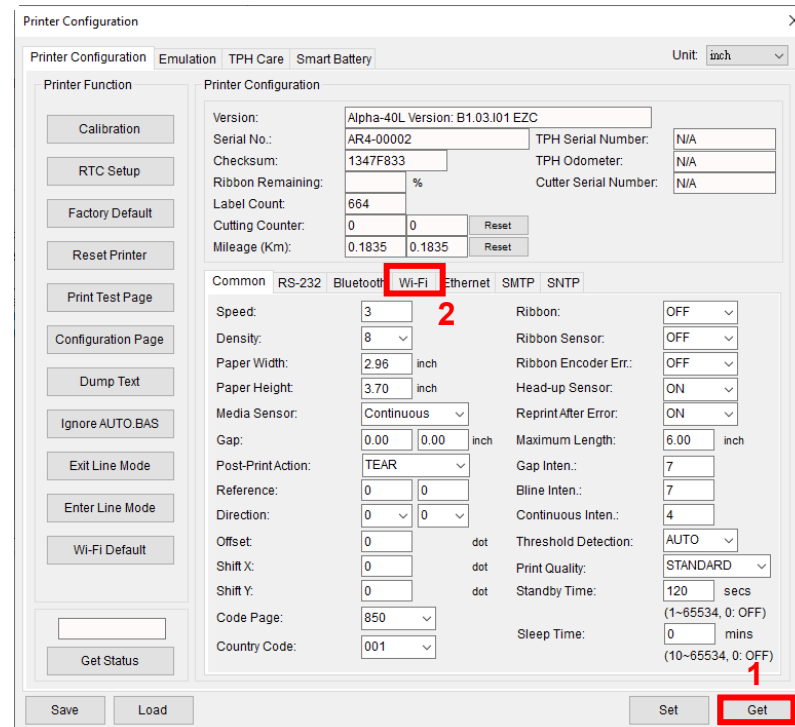 Printer Configuration
Printer Configuration Emulation TPH Care Smart Battery Unit: inch
Printer Function
Calibration
RTC Setup
Factory Default
Reset Printer
Print Test Page
Configuration Page
Dump Text
Ignore AUTO.BAS
Exit Line Mode
Enter Line Mode
Wi-Fi Default
Get Status
Printer Configuration
Version: Alpha-40L Version: B1.03.I01 EZC
Serial No.: AR4-00002 TPH Serial Number: N/A
Checksum: 1347F833 TPH Odometer: N/A
Ribbon Remaining: % Cutter Serial Number: N/A
Label Count: 664
Cutting Counter: 0 0 Reset
Mileage (Km): 0.1835 0.1835 Reset
Common RS-232 Bluetooth Wi-Fi Ethernet SMTP SNTP
2
Speed: 3 Ribbon: OFF
Density: 8 Ribbon Sensor: OFF
Paper Width: 2.96 inch Ribbon Encoder Err.: OFF
Paper Height: 3.70 inch Head-up Sensor: ON
Media Sensor: Continuous Reprint After Error: ON
Gap: 0.00 0.00 inch Maximum Length: 6.00 inch
Post-Print Action: TEAR Gap Inten.: 7
Reference: 0 0 Bline Inten.: 7
Direction: 0 0 Continuous Inten.: 4
Offset: 0 dot Threshold Detection: AUTO
Shift X: 0 dot Print Quality: STANDARD
Shift Y: 0 dot Standby Time: 120 secs
(1~65534, 0: OFF)
Code Page: 850
Sleep Time: 0 mins
Country Code: 001
(10~65534, 0: OFF)
1
Save Load Set Get